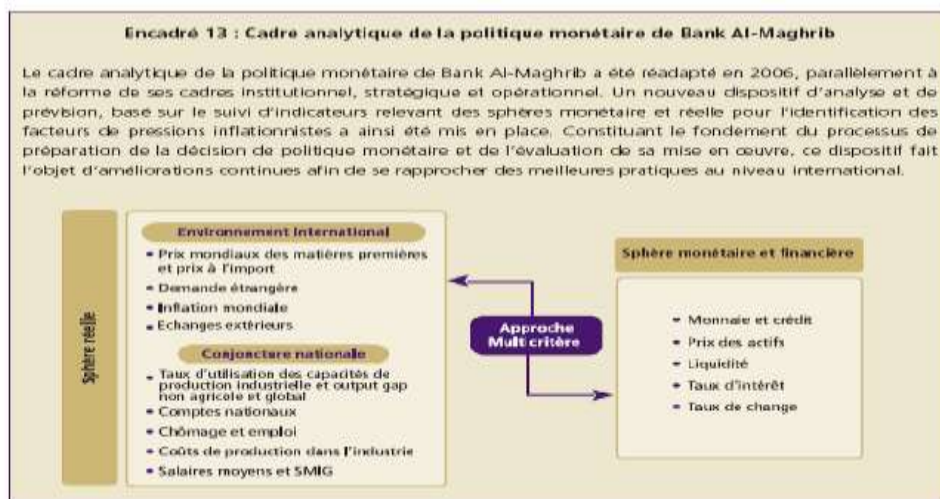 Encadré 13 : Cadre analytique de la politique monétaire de Bank Al-Maghrib
Le cadre analytique de la politique monétaire de Bank Al-Maghrib a été réadapté en 2006, parallèlement à
la réforme de ses cadres institutionnel, stratégique et opérationnel. Un nouveau dispositif d'analyse et de
prévision, basé sur le suivi d'indicateurs relevant des sphères monétaire et réelle pour l'identification des
facteurs de pressions inflationnistes a ainsi été mis en place. Constituant le fondement du processus de
préparation de la décision de politique monétaire et de l'évaluation de sa mise en œuvre, ce dispositif fait
l'objet d'améliorations continues afin de se rapprocher des meilleures pratiques au niveau international.
Sphère réelle
Environnement International
• Prix mondiaux des matières premières
et prix à l'import
• Demande étrangère
• Inflation mondiale
• Echanges extérieurs
Conjoncture nationale
• Taux d'utilisation des capacités de
production industrielle et output gap
non agricole et global
• Comptes nationaux
• Chômage et emploi
• Coûts de production dans l'industrie
• Salaires moyens et SMIG
Approche
Multicritère
Sphère monétaire et financière
• Monnaie et crédit
• Prix des actifs
• Liquidité
• Taux d'intérêt
• Taux de change